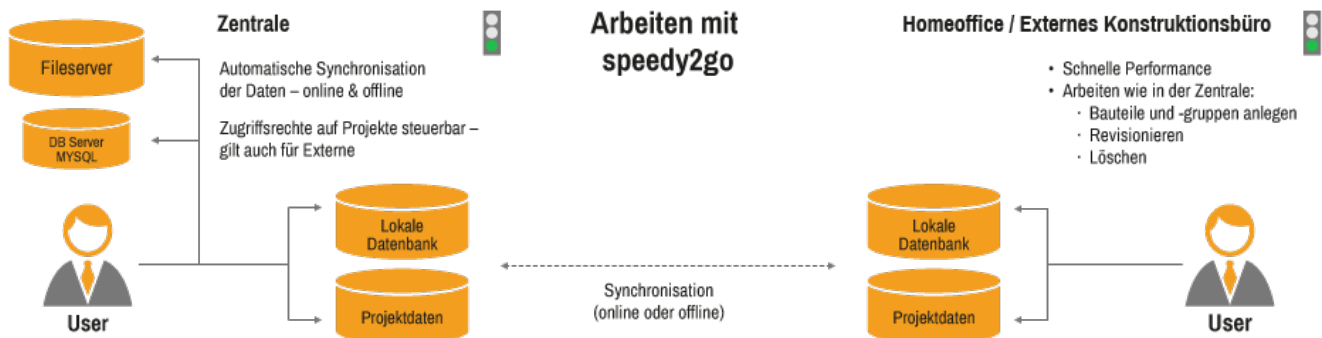 Zentrale
Fileserver
Automatische Synchronisation
der Daten – online & offline
DB Server
MYSQL
Zugriffsrechte auf Projekte steuerbar –
gilt auch für Externe
Lokale
Datenbank
Projektdaten
User
Arbeiten mit
speedy2go
Synchronisation
(online oder offline)
Homeoffice / Externes Konstruktionsbüro
• Schnelle Performance
• Arbeiten wie in der Zentrale:
· Bauteile und -gruppen anlegen
· Revisionieren
· Löschen
Lokale
Datenbank
Projektdaten
User